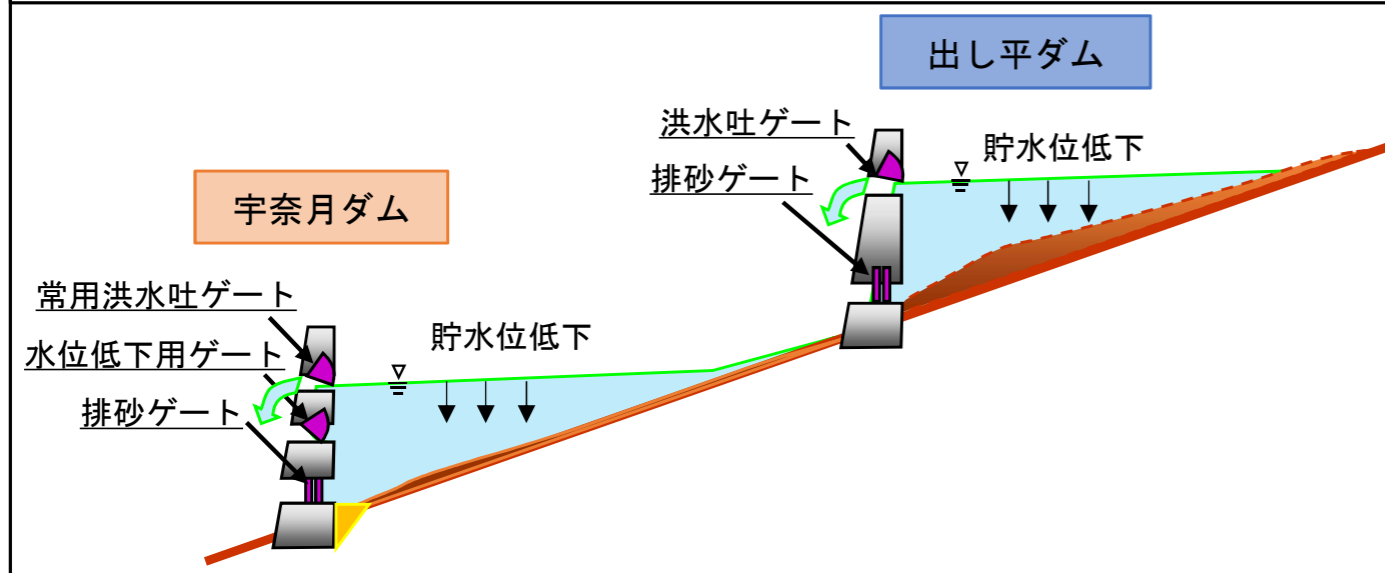 出し平ダム
洪水吐ゲート
貯水位低下
排砂ゲート
宇奈月ダム
常用洪水吐ゲート
貯水位低下
水位低下用ゲート
排砂ゲート